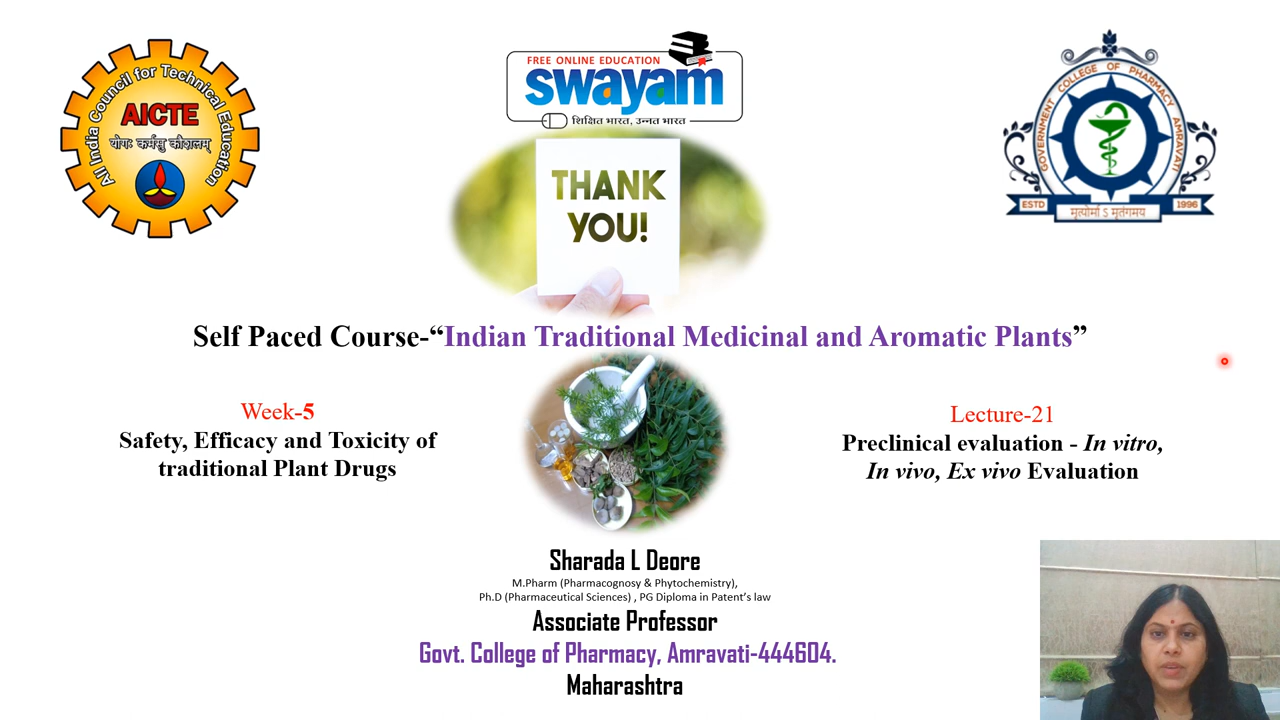 All India Council for Technical Education
AICTE
योगः कर्मसु कौशलम्
FREE ONLINE EDUCATION
swayam
शिक्षित भारत, उन्नत भारत
GOVERNMENT COLLEGE OF PHARMACY AMRAVATI
ESTD
मृत्योर्मा ऽ मृतंगमय
1996
THANK
YOU!
Self Paced Course-“Indian Traditional Medicinal and Aromatic Plants”
Week-5
Safety, Efficacy and Toxicity of
traditional Plant Drugs
Lecture-21
Preclinical evaluation - In vitro,
In vivo, Ex vivo Evaluation
Sharada L Deore
M.Pharm (Pharmacognosy & Phytochemistry),
Ph.D (Pharmaceutical Sciences) , PG Diploma in Patent’s law
Associate Professor
Govt. College of Pharmacy, Amravati-444604.
Maharashtra